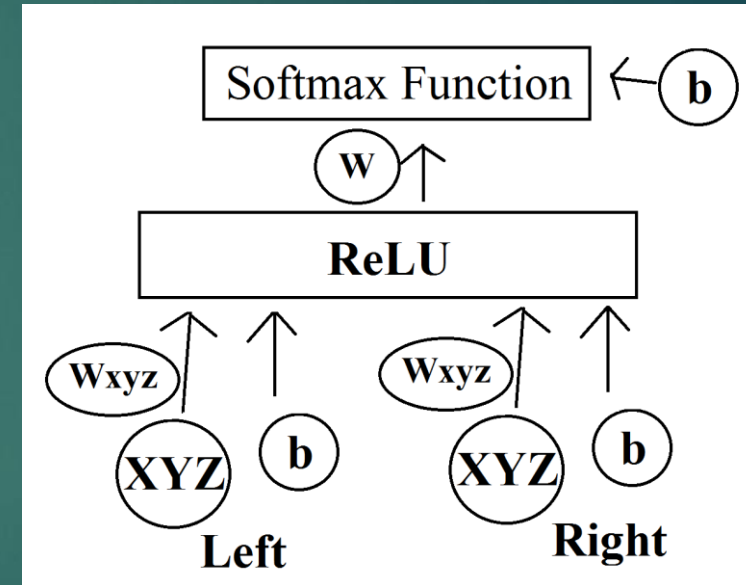 Softmax Function
b
W
ReLU
Wxyz
Wxyz
XYZ
b
XYZ
b
Left
Right